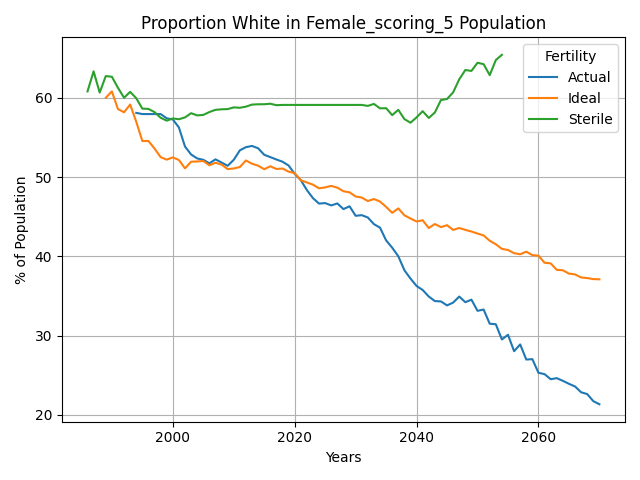 Proportion White in Female_scoring_5 Population
% of Population
60
50
40
30
20
2000
2020
2040
2060
Years
Fertility
Actual
Ideal
Sterile